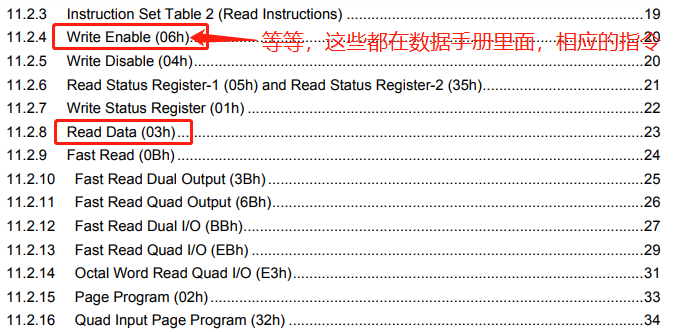 11.2.3 Instruction Set Table 2 (Read Instructions)...........................................................................19
11.2.4 Write Enable (06h)...........................................................................20
等等，这些都在数据手册里面，相应的指令
11.2.5 Write Disable (04h)...........................................................................20
11.2.6 Read Status Register-1 (05h) and Read Status Register-2 (35h)...........................................21
11.2.7 Write Status Register (01h)...........................................................................22
11.2.8 Read Data (03h)...........................................................................23
11.2.9 Fast Read (0Bh)...........................................................................24
11.2.10 Fast Read Dual Output (3Bh)...........................................................................25
11.2.11 Fast Read Quad Output (6Bh)...........................................................................26
11.2.12 Fast Read Dual I/O (BBh)...........................................................................27
11.2.13 Fast Read Quad I/O (EBh)...........................................................................29
11.2.14 Octal Word Read Quad I/O (E3h)...........................................................................31
11.2.15 Page Program (02h)...........................................................................33
11.2.16 Quad Input Page Program (32h)...........................................................................34